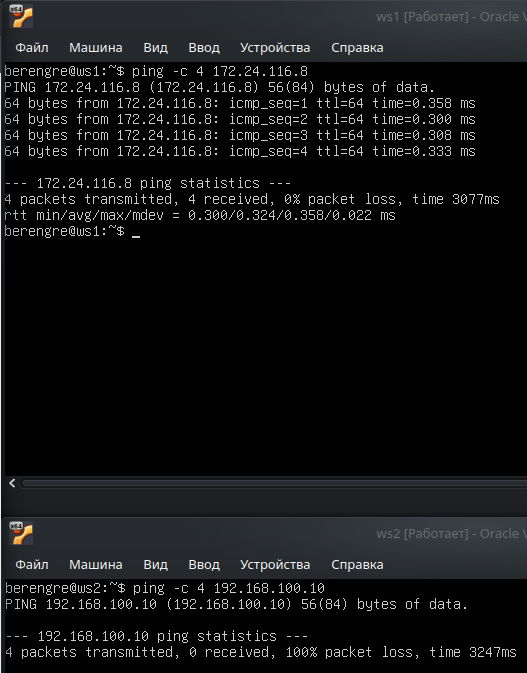 ws1 [Работает] - Oracle V
Файл Машина Вид Ввод Устройства Справка
berengre@ws1:~$ ping -c 4 172.24.116.8
PING 172.24.116.8 (172.24.116.8) 56(84) bytes of data.
64 bytes from 172.24.116.8: icmp_seq=1 ttl=64 time=0.358 ms
64 bytes from 172.24.116.8: icmp_seq=2 ttl=64 time=0.300 ms
64 bytes from 172.24.116.8: icmp_seq=3 ttl=64 time=0.308 ms
64 bytes from 172.24.116.8: icmp_seq=4 ttl=64 time=0.333 ms
--- 172.24.116.8 ping statistics ---
4 packets transmitted, 4 received, 0% packet loss, time 3077ms
rtt min/avg/max/mdev = 0.300/0.324/0.358/0.022 ms
berengre@ws1:~$ _
ws2 [Работает] - Oracle V
Файл Машина Вид Ввод Устройства Справка
berengre@ws2:~$ ping -c 4 192.168.100.10
PING 192.168.100.10 (192.168.100.10) 56(84) bytes of data.
--- 192.168.100.10 ping statistics ---
4 packets transmitted, 0 received, 100% packet loss, time 3247ms